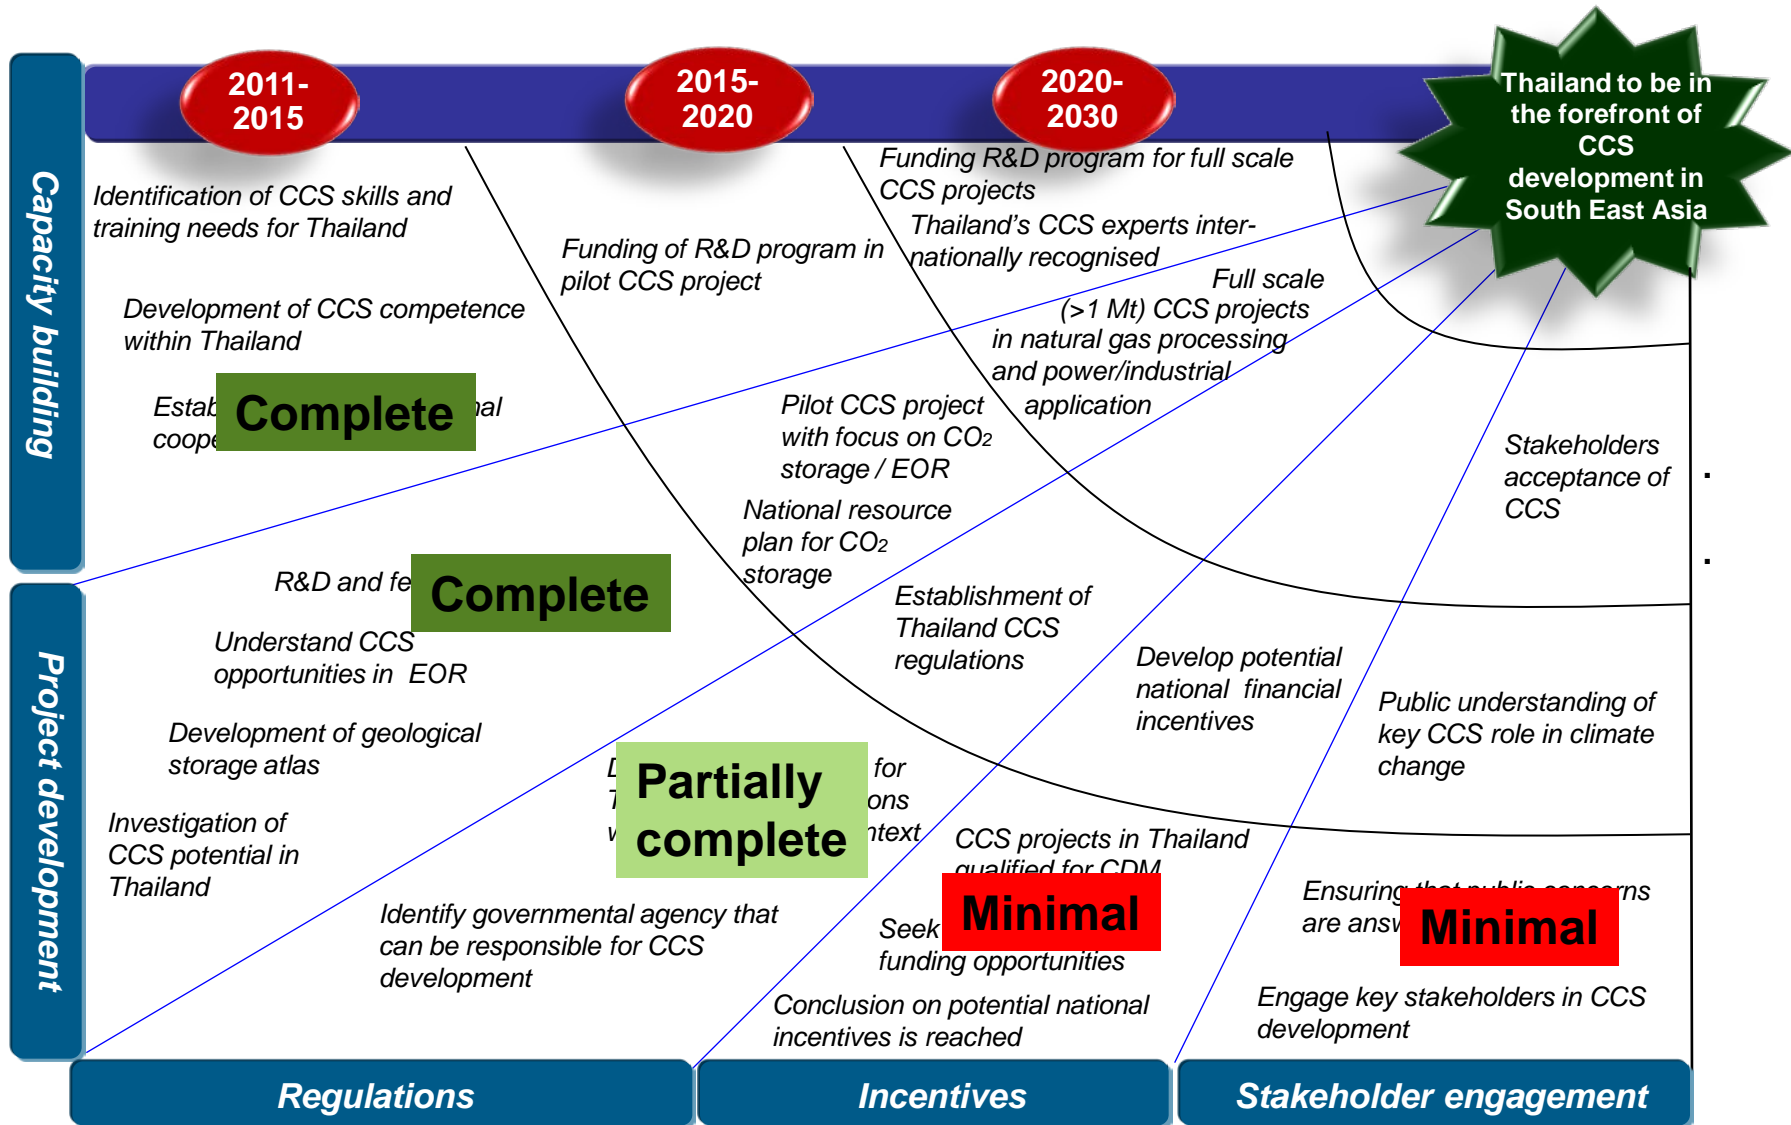 2011-
2015
2015-
2020
2020-
2030
Thailand to be in
the forefront of
CCS
development in
South East Asia
Capacity building
Identification of CCS skills and
training needs for Thailand
Development of CCS competence
within Thailand
Complete
Funding of R&D program in
pilot CCS project
Funding R&D program for full scale
CCS projects
Thailand's CCS experts inter-
nationally recognised
Project development
R&D and
Complete
Understand CCS
opportunities in EOR
Development of geological
storage atlas
Investigation of
CCS potential in
Thailand
Pilot CCS project
with focus on CO2
storage / EOR
National resource
plan for CO2
storage
Full scale
(>1 Mt) CCS projects
in natural gas processing
and power/industrial
application
Regulations
for
Partially
complete
Identify governmental agency that
can be responsible for CCS
development
Establishment of
Thailand CCS
regulations
Incentives
CCS projects in Thailand
qualified for CDM
Minimal
Seek
funding opportunities
Conclusion on potential national
incentives is reached
Develop potential
national financial
incentives
Stakeholder engagement
Ensuring that public concerns
are
Minimal
Engage key stakeholders in CCS
development
Public understanding of
key CCS role in climate
change
Stakeholders
acceptance of
CCS
.
.